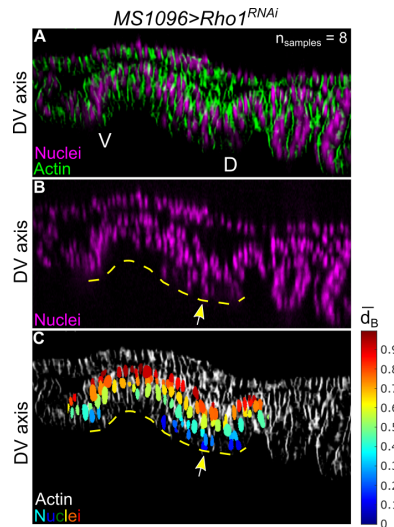 MS1096>Rho1RNAi
A
nsamples = 8
DV axis
V
D
Nuclei
Actin
B
DV axis
Nuclei
d̅B
C
DV axis
Actin
Nuclei
0.9
0.8
0.7
0.6
0.5
0.4
0.3
0.2
0.1
0